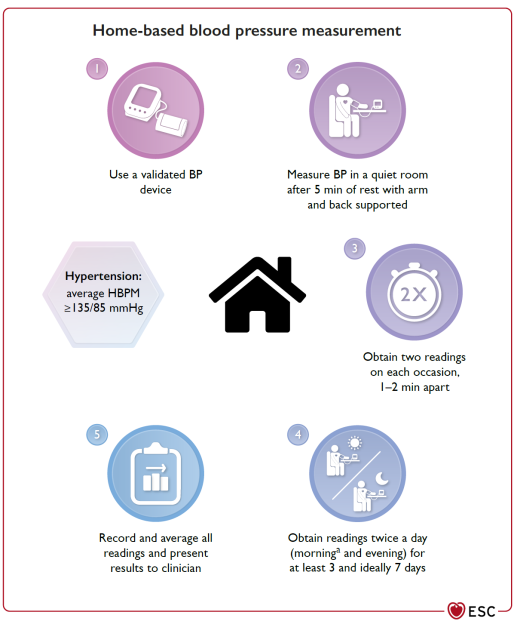 Home-based blood pressure measurement
1
Use a validated BP
device
2
Measure BP in a quiet room
after 5 min of rest with arm
and back supported
3
2X
Obtain two readings
on each occasion,
1–2 min apart
Hypertension:
average HBPM
≥135/85 mmHg
5
Record and average all
readings and present
results to clinician
4
Obtain readings twice a day
(morningᵃ and evening) for
at least 3 and ideally 7 days
ESC